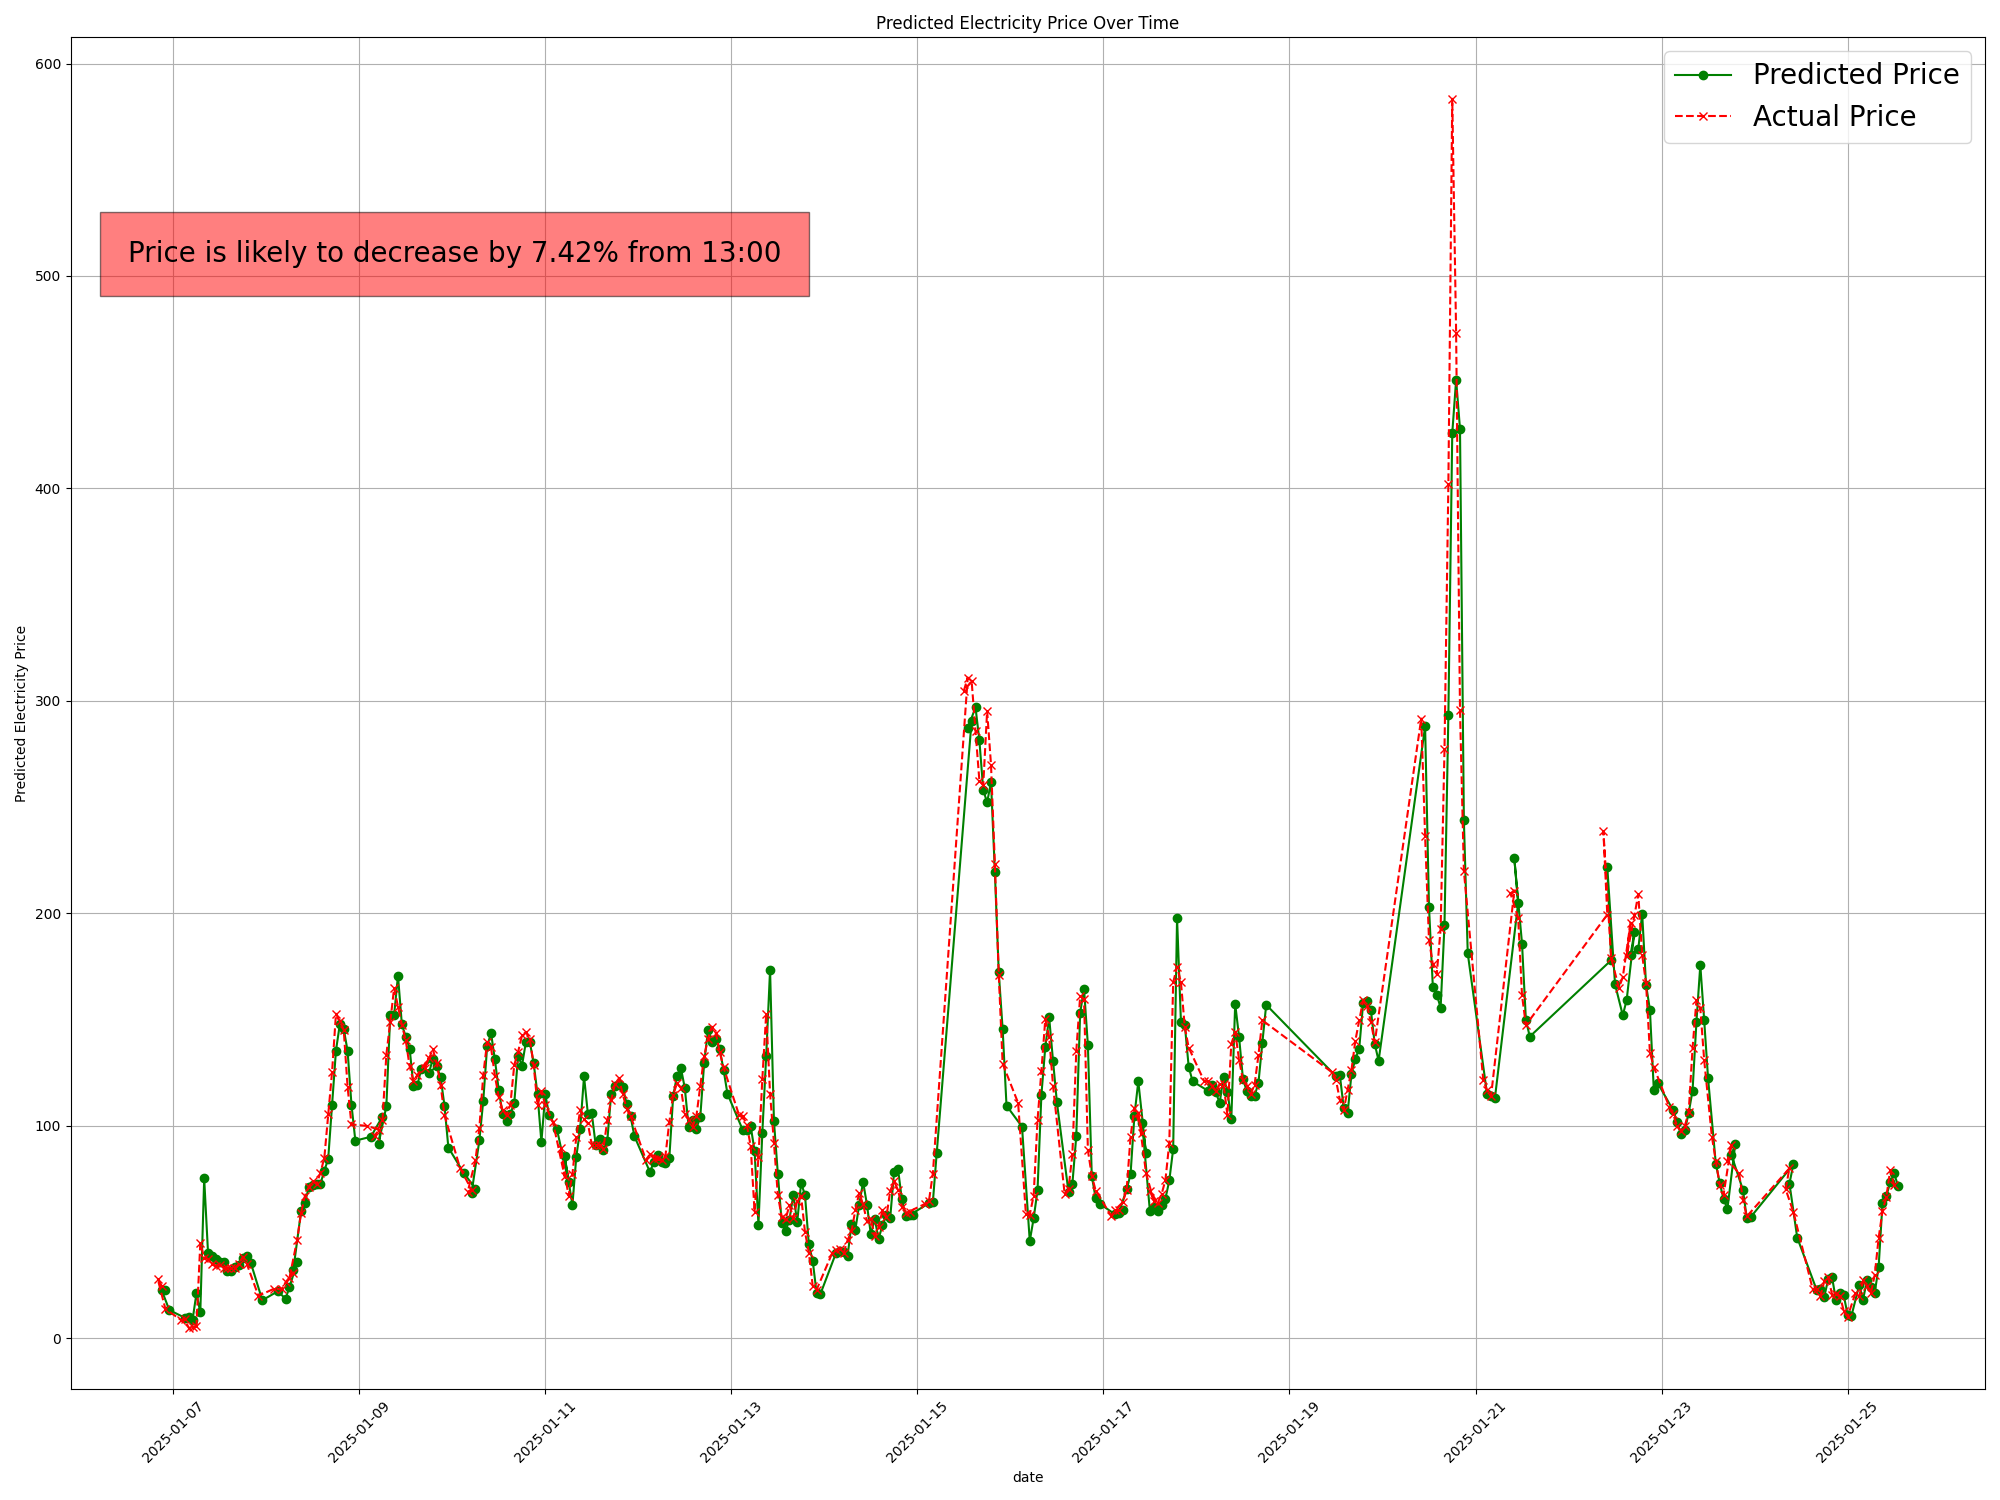 Predicted Electricity Price Over Time
Predicted Price
Actual Price
Price is likely to decrease by 7.42% from 13:00
Predicted Electricity Price
600
500
400
300
200
100
0
2025-01-07
2025-01-09
2025-01-11
2025-01-13
2025-01-15
2025-01-17
2025-01-19
2025-01-21
2025-01-23
2025-01-25
date